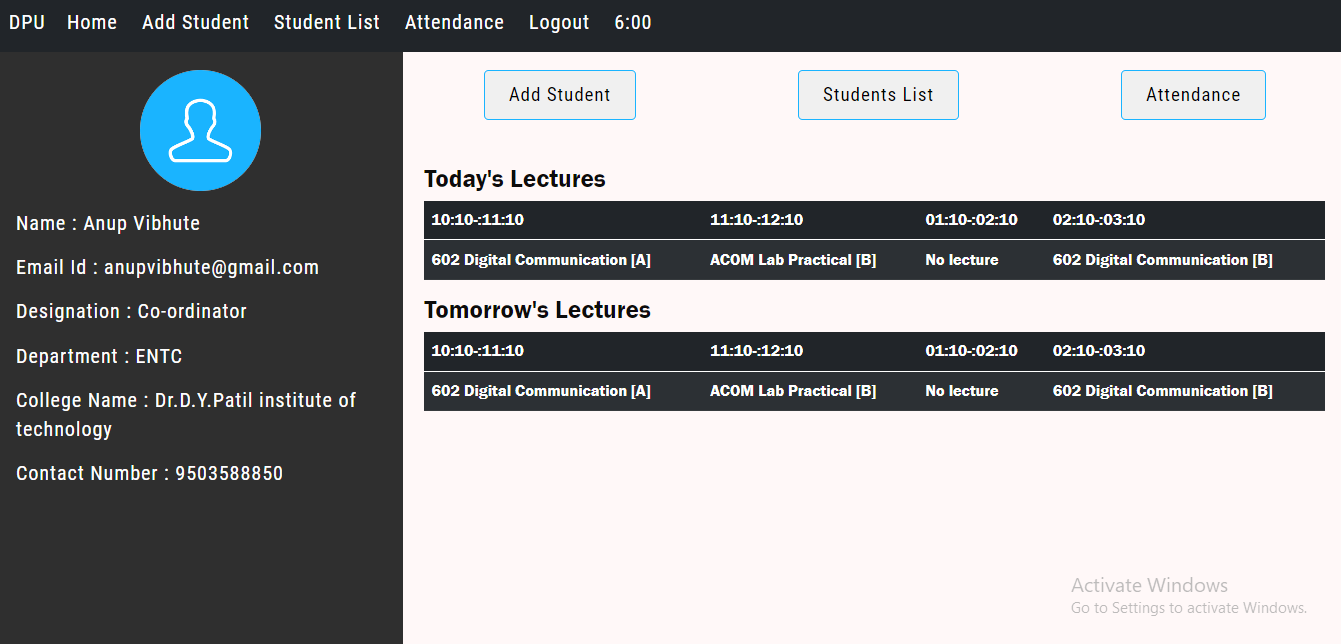 DPU Home Add Student Student List Attendance Logout 6:00
Name : Anup Vibhute
Email Id : anupvibhute@gmail.com
Designation : Co-ordinator
Department : ENTC
College Name : Dr.D.Y.Patil institute of
technology
Contact Number : 9503588850
Add Student Students List Attendance
Today's Lectures
10:10-:11:10 11:10-:12:10 01:10-:02:10 02:10-:03:10
602 Digital Communication [A] ACOM Lab Practical [B] No lecture 602 Digital Communication [B]
Tomorrow's Lectures
10:10-:11:10 11:10-:12:10 01:10-:02:10 02:10-:03:10
602 Digital Communication [A] ACOM Lab Practical [B] No lecture 602 Digital Communication [B]
Activate Windows
Go to Settings to activate Windows.